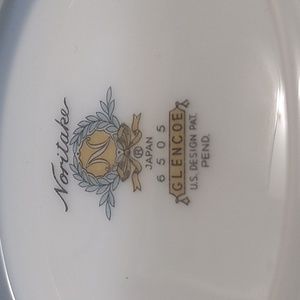 Noritake
N
®
JAPAN
6505
GLENCOE
U.S. DESIGN PAT.
PEND.